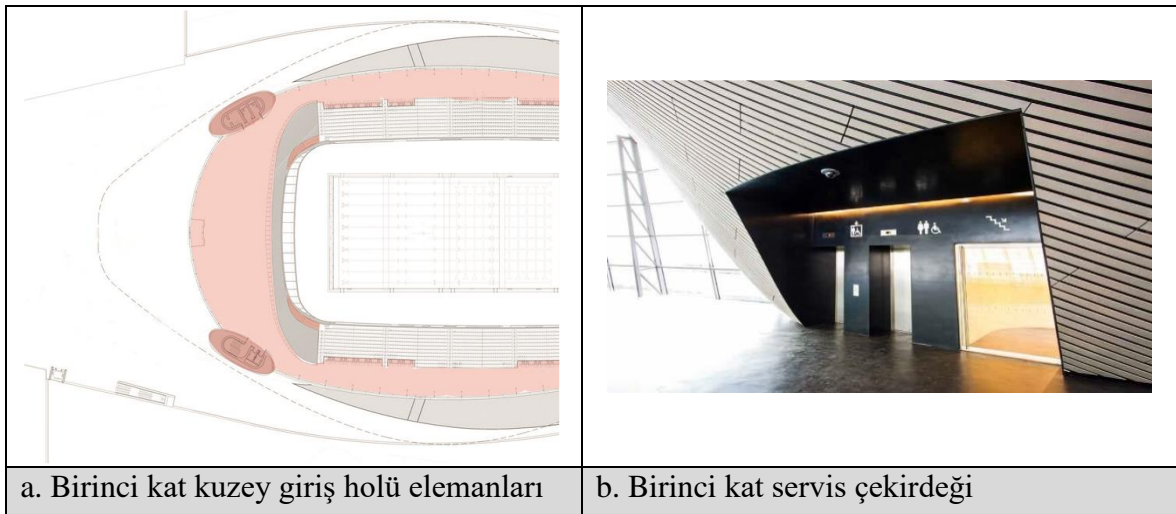 a. Birinci kat kuzey giriş holü elemanları
b. Birinci kat servis çekirdeği